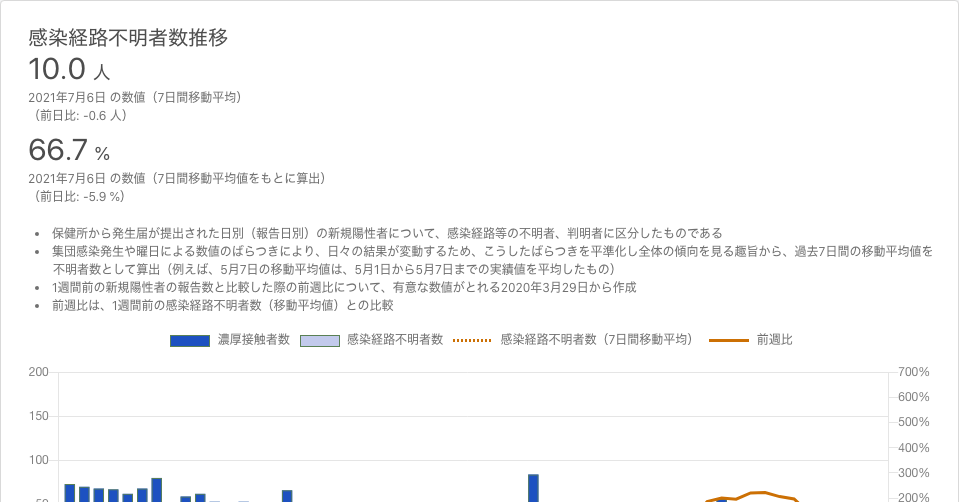 感染経路不明者数推移
10.0 人
2021年7月6日 の数値（7日間移動平均）
（前日比: -0.6 人）
66.7 %
2021年7月6日 の数値（7日間移動平均値をもとに算出）
（前日比: -5.9 %）
• 保健所から発生届が提出された日別（報告日別）の新規陽性者について、感染経路等の不明者、判明者に区分したものである
• 集団感染発生や曜日による数値のばらつきにより、日々の結果が変動するため、こうしたばらつきを平準化し全体の傾向を見る趣旨から、過去7日間の移動平均値を
不明者数として算出（例えば、5月7日の移動平均値は、5月1日から5月7日までの実績値を平均したもの）
• 1週間前の新規陽性者の報告数と比較した際の前週比について、有意な数値がとれる2020年3月29日から作成
• 前週比は、1週間前の感染経路不明者数（移動平均値）との比較
濃厚接触者数 感染経路不明者数 感染経路不明者数（7日間移動平均） 前週比
200 700%
600%
150 500%
400%
100
300%
200%
50